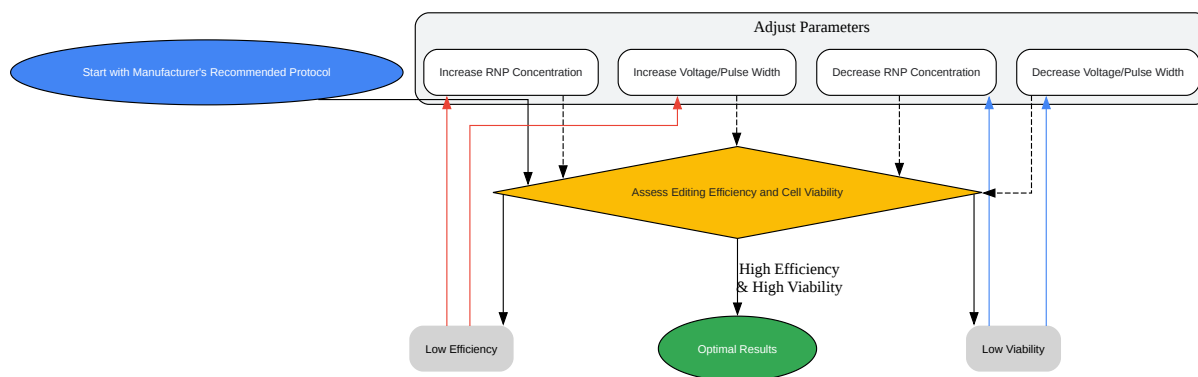 Adjust Parameters
Start with Manufacturer's Recommended Protocol
Increase RNP Concentration
Increase Voltage/Pulse Width
Decrease RNP Concentration
Decrease Voltage/Pulse Width
Assess Editing Efficiency and Cell Viability
High Efficiency
& High Viability
Low Efficiency
Optimal Results
Low Viability